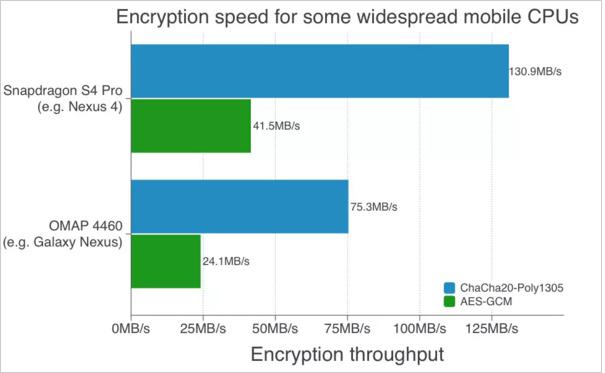 Encryption speed for some widespread mobile CPUs
130.9MB/s
Snapdragon S4 Pro
(e.g. Nexus 4)
41.5MB/s
75.3MB/s
OMAP 4460
(e.g. Galaxy Nexus)
24.1MB/s
ChaCha20-Poly1305
AES-GCM
0MB/s 25MB/s 50MB/s 75MB/s 100MB/s 125MB/s
Encryption throughput